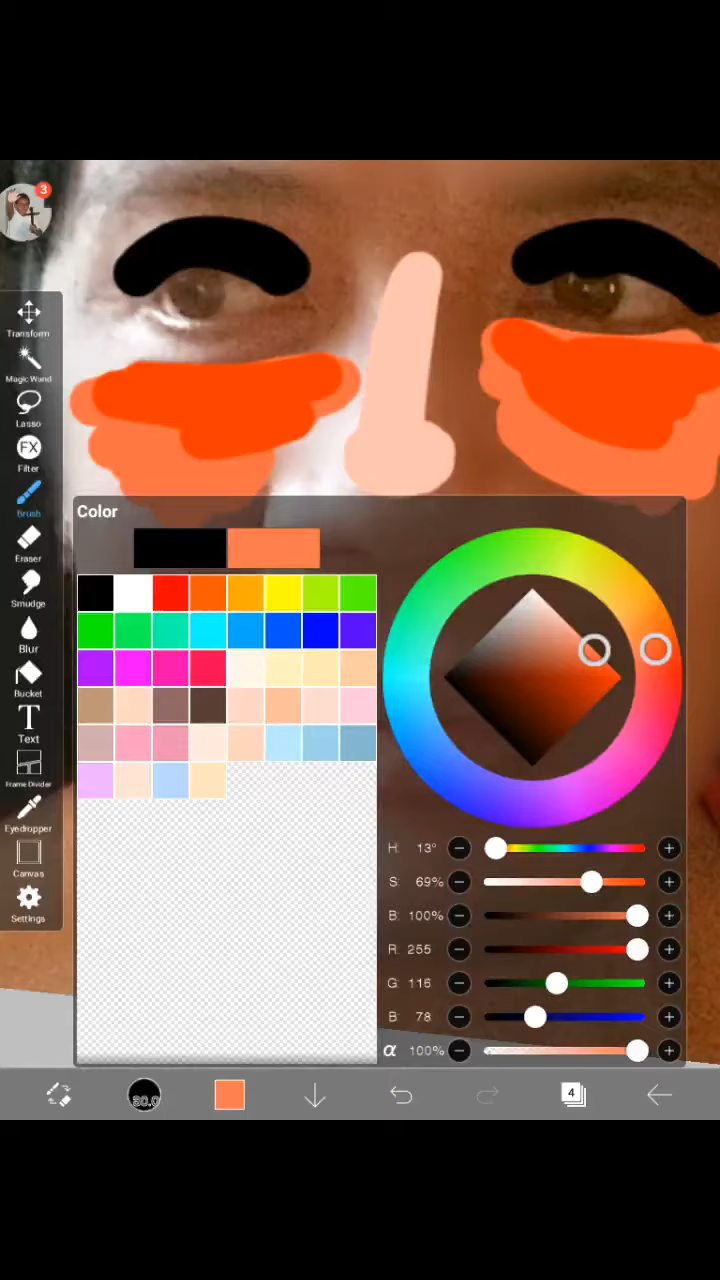 3
Transform
Magic Wand
Lasso
FX
Filter
Brush
Eraser
Smudge
Blur
Bucket
T
Text
Frame Divider
Eyedropper
Canvas
Settings
Color
H: 13°
S: 69%
B: 100%
R: 255
G: 116
B: 78
α 100%
30.0
4